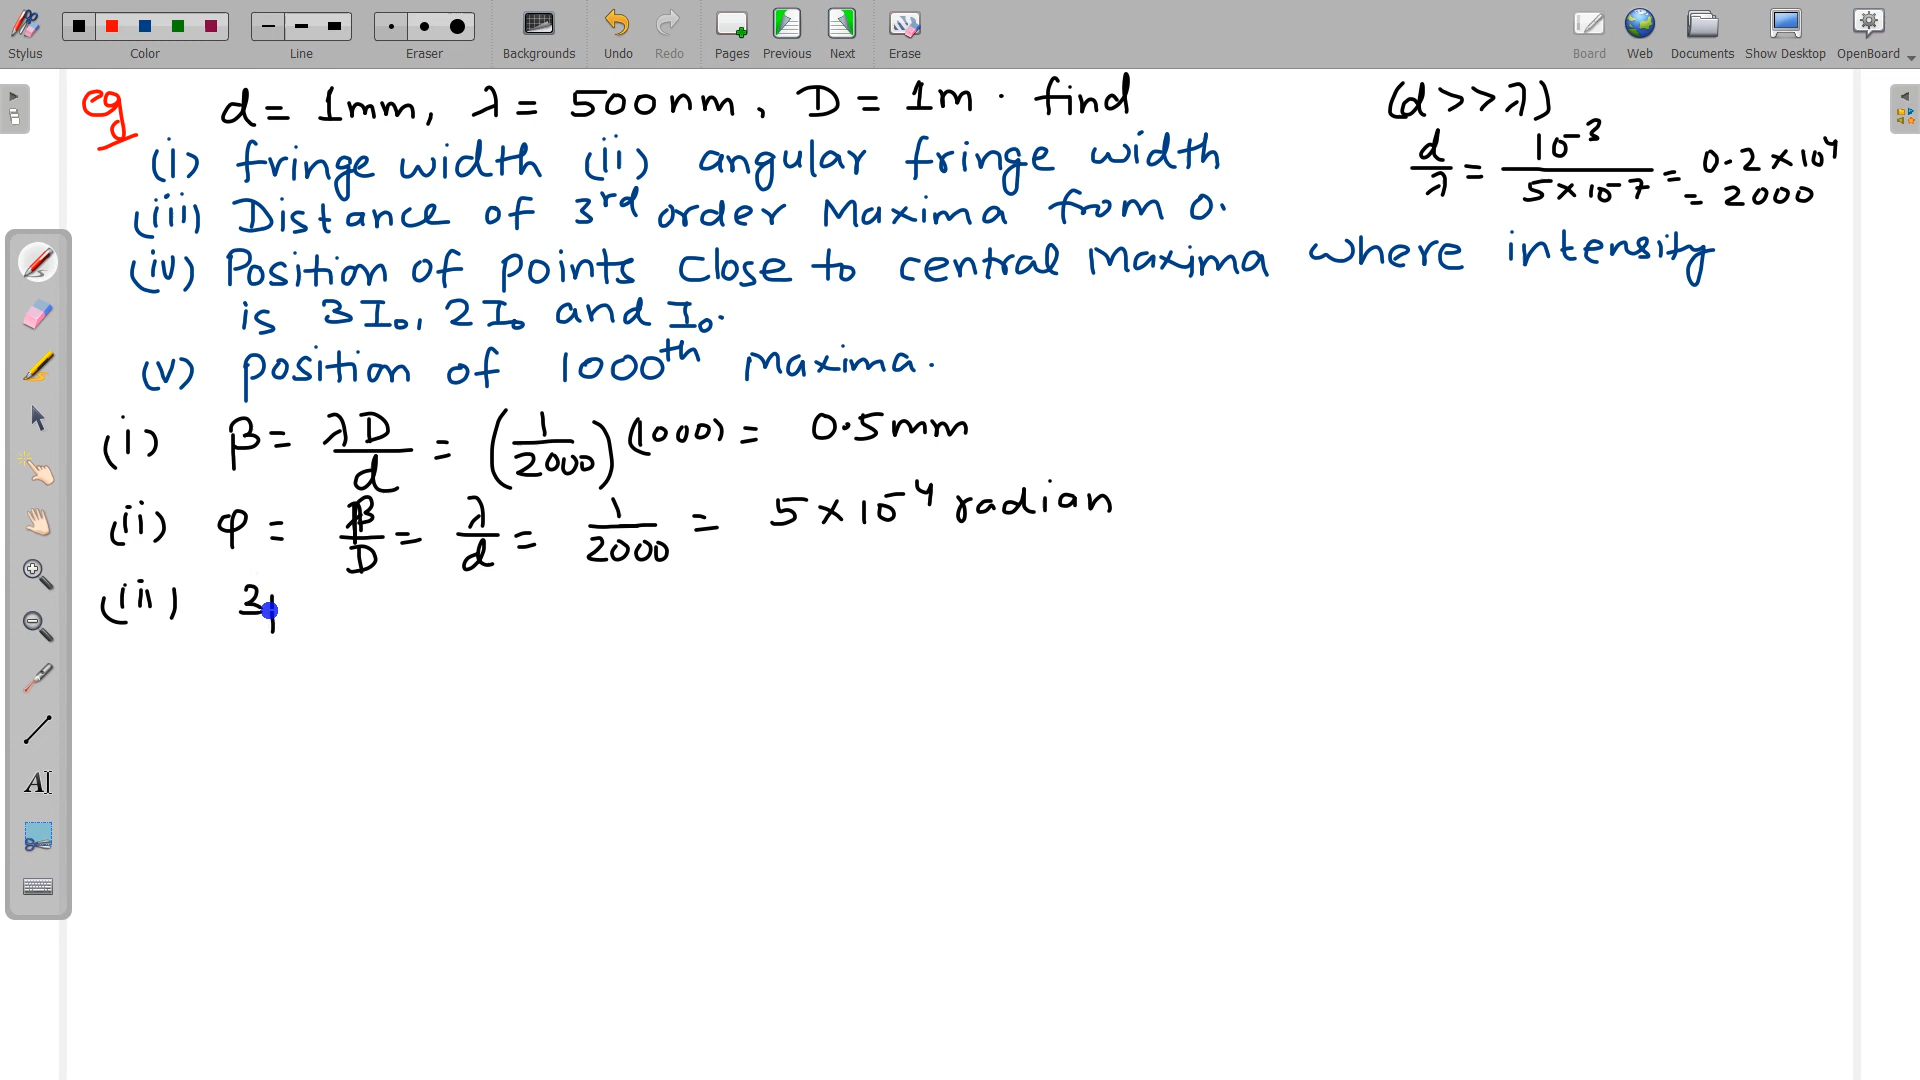 Stylus Color Line Eraser Backgrounds Undo Redo Pages Previous Next Erase Board Web Documents Show Desktop OpenBoard
eg d = 1mm, λ = 500nm, D = 1m. find
(i) fringe width (ii) angular fringe width
(iii) Distance of 3rd order Maxima from O.
(iv) Position of points close to central Maxima where intensity
is 3I₀, 2I₀ and I₀.
(v) position of 1000th Maxima.
(d >> λ)
d/λ = 10⁻³/(5×10⁻⁷) = 0.2 × 10⁴
= 2000
(i) β = λD/d = (1/2000)(1000) = 0.5mm
(ii) φ = β/D = λ/d = 1/2000 = 5 × 10⁻⁴ radian
(iii) 3
AI